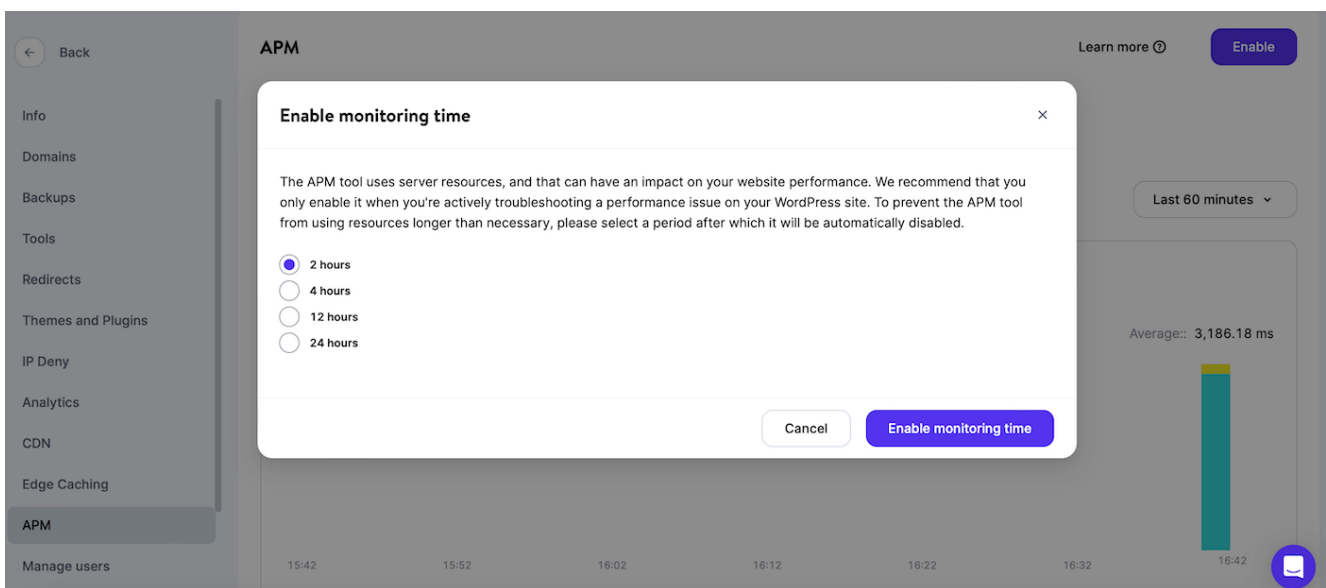 Back
APM
Learn more
Enable
Info
Domains
Backups
Tools
Redirects
Themes and Plugins
IP Deny
Analytics
CDN
Edge Caching
APM
Manage users
Enable monitoring time
The APM tool uses server resources, and that can have an impact on your website performance. We recommend that you
only enable it when you're actively troubleshooting a performance issue on your WordPress site. To prevent the APM tool
from using resources longer than necessary, please select a period after which it will be automatically disabled.
2 hours
4 hours
12 hours
24 hours
Cancel
Enable monitoring time
Last 60 minutes
Average:: 3,186.18 ms
15:42 15:52 16:02 16:12 16:22 16:32 16:42